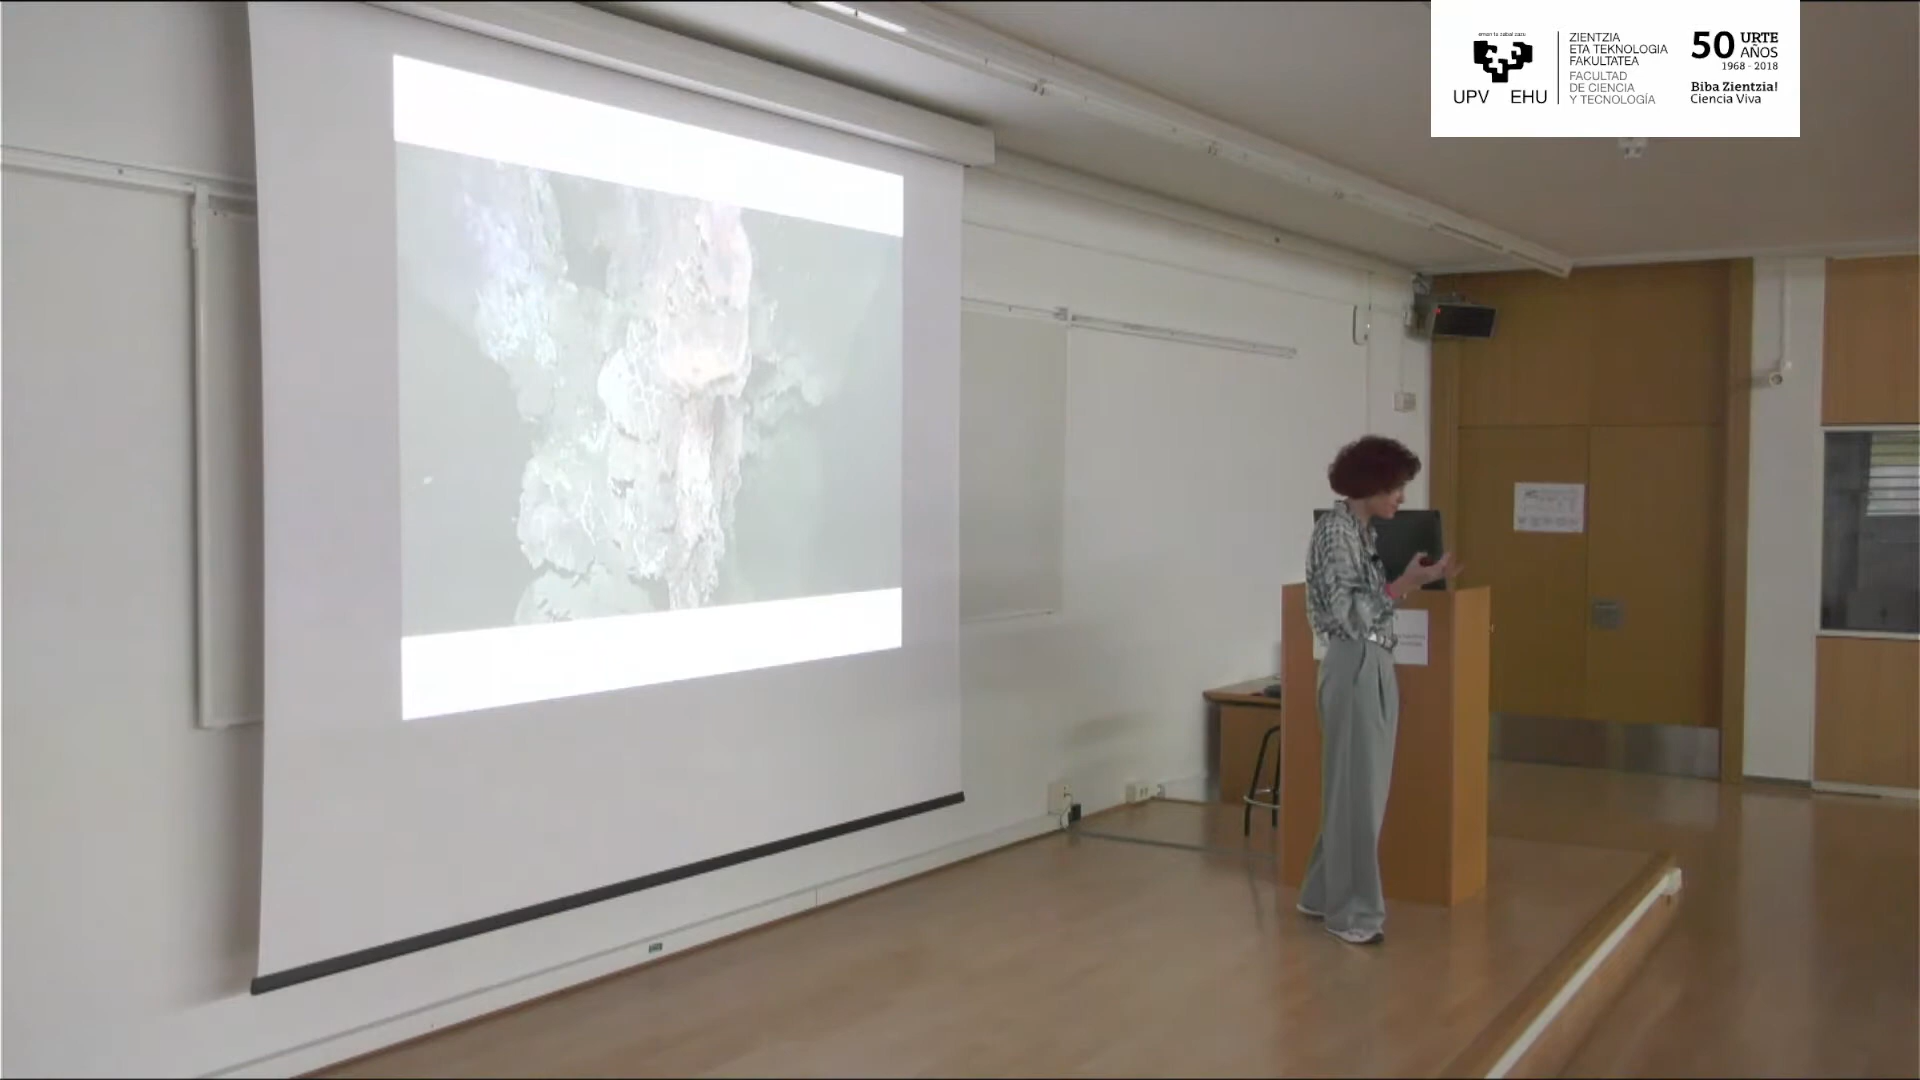 eman ta zabal zazu
UPV EHU
ZIENTZIA
ETA TEKNOLOGIA
FAKULTATEA
FACULTAD
DE CIENCIA
Y TECNOLOGÍA
50 URTE
AÑOS
1968 - 2018
Biba Zientzia!
Ciencia Viva